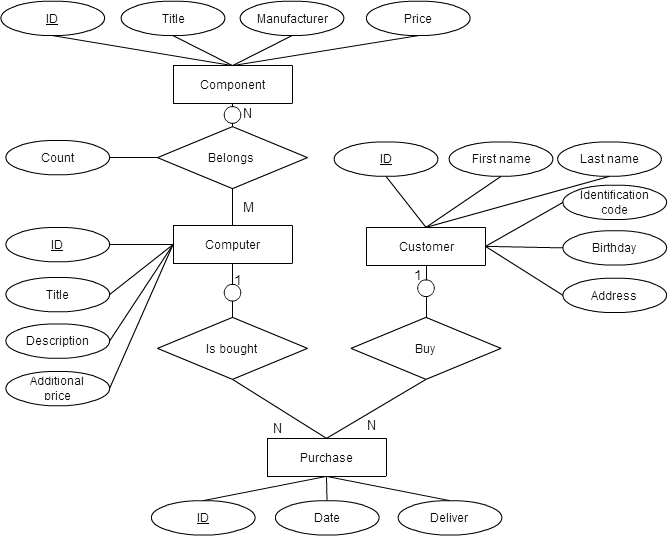 ID Title Manufacturer Price
Component
N
Count Belongs ID First name Last name
Identification
code
M
ID Computer Customer Birthday
1 1
Title Address
Description Is bought Buy
Additional
price
N N
Purchase
ID Date Deliver